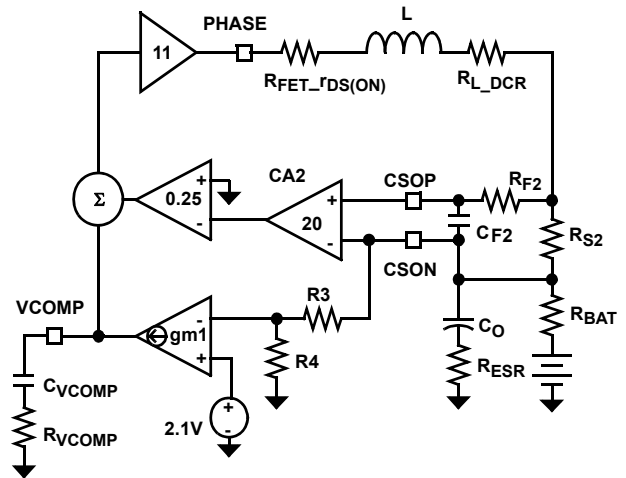 PHASE
L
11
RFET_rDS(ON)
RL_DCR
Σ
0.25
+
-
CA2
20
+
-
CSOP
CSON
RF2
CF2
RS2
VCOMP
gm1
-
+
R3
R4
CO
RBAT
RESR
CVCOMP
RVCOMP
2.1V
+
-